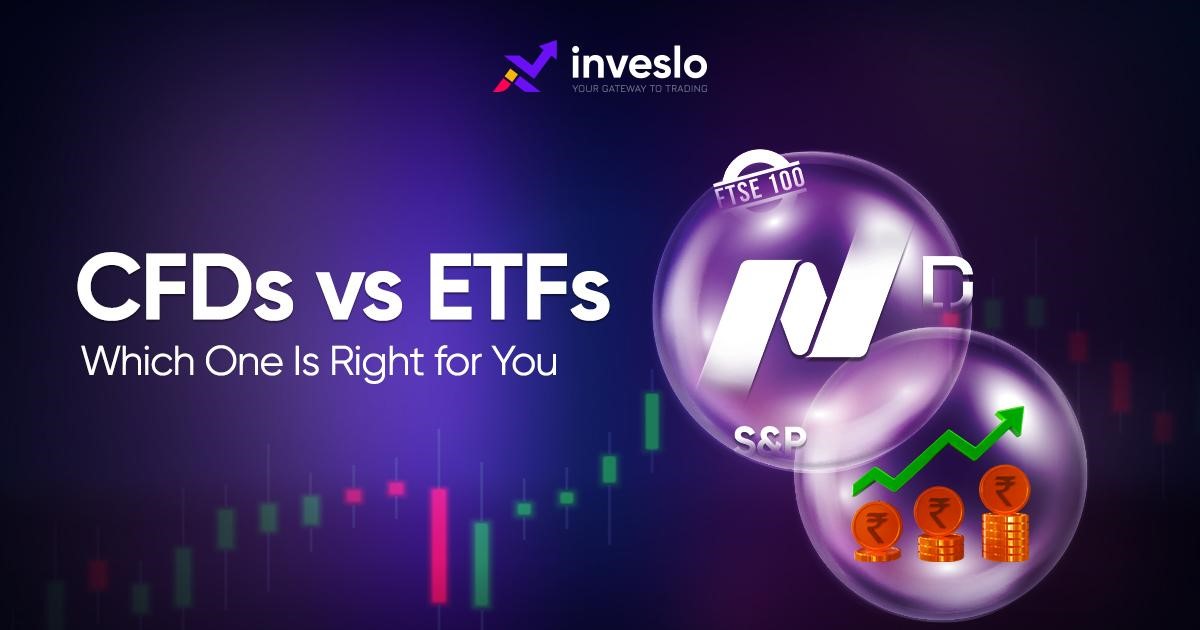 inveslo
YOUR GATEWAY TO TRADING
CFDs vs ETFs
Which One Is Right for You
FTSE 100
D
S&P
₹
₹
₹